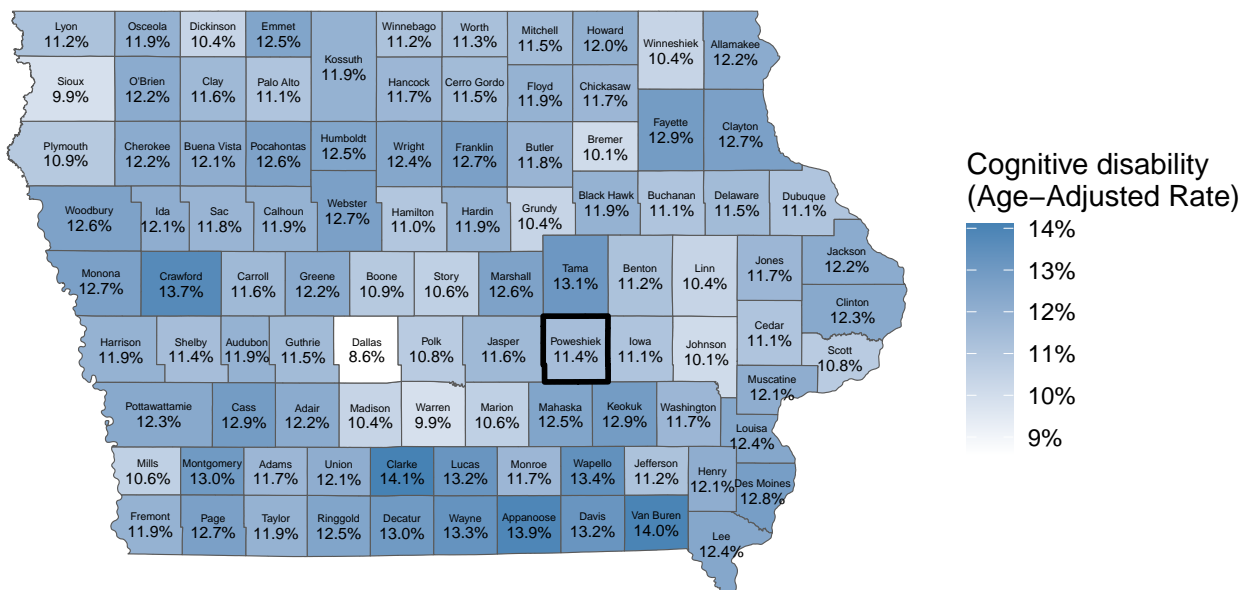 Lyon
11.2%
Osceola
11.9%
Dickinson
10.4%
Emmet
12.5%
Kossuth
11.9%
Winnebago
11.2%
Worth
11.3%
Mitchell
11.5%
Howard
12.0%
Winneshiek
10.4%
Allamakee
12.2%
Sioux
9.9%
O'Brien
12.2%
Clay
11.6%
Palo Alto
11.1%
Hancock
11.7%
Cerro Gordo
11.5%
Floyd
11.9%
Chickasaw
11.7%
Fayette
12.9%
Clayton
12.7%
Plymouth
10.9%
Cherokee
12.2%
Buena Vista
12.1%
Pocahontas
12.6%
Humboldt
12.5%
Wright
12.4%
Franklin
12.7%
Butler
11.8%
Bremer
10.1%
Woodbury
12.6%
Ida
12.1%
Sac
11.8%
Calhoun
11.9%
Webster
12.7%
Hamilton
11.0%
Hardin
11.9%
Grundy
10.4%
Black Hawk
11.9%
Buchanan
11.1%
Delaware
11.5%
Dubuque
11.1%
Monona
12.7%
Crawford
13.7%
Carroll
11.6%
Greene
12.2%
Boone
10.9%
Story
10.6%
Marshall
12.6%
Tama
13.1%
Benton
11.2%
Linn
10.4%
Jones
11.7%
Jackson
12.2%
Clinton
12.3%
Harrison
11.9%
Shelby
11.4%
Audubon
11.9%
Guthrie
11.5%
Dallas
8.6%
Polk
10.8%
Jasper
11.6%
Poweshiek
11.4%
Iowa
11.1%
Johnson
10.1%
Cedar
11.1%
Scott
10.8%
Muscatine
12.1%
Pottawattamie
12.3%
Cass
12.9%
Adair
12.2%
Madison
10.4%
Warren
9.9%
Marion
10.6%
Mahaska
12.5%
Keokuk
12.9%
Washington
11.7%
Louisa
12.4%
Mills
10.6%
Montgomery
13.0%
Adams
11.7%
Union
12.1%
Clarke
14.1%
Lucas
13.2%
Monroe
11.7%
Wapello
13.4%
Jefferson
11.2%
Henry
12.1%
Des Moines
12.8%
Fremont
11.9%
Page
12.7%
Taylor
11.9%
Ringgold
12.5%
Decatur
13.0%
Wayne
13.3%
Appanoose
13.9%
Davis
13.2%
Van Buren
14.0%
Lee
12.4%
Cognitive disability
(Age−Adjusted Rate)
14%
13%
12%
11%
10%
9%